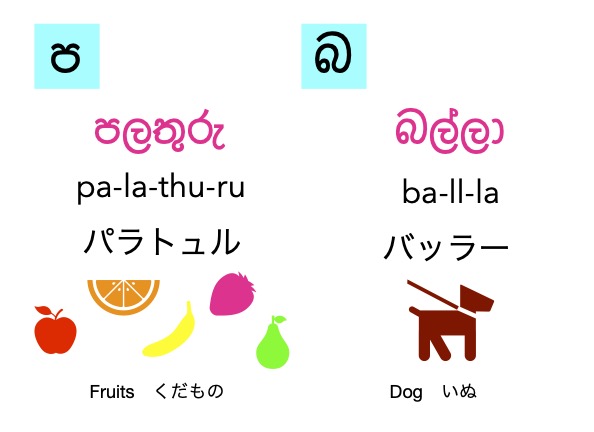 ප
පලතුරු
pa-la-thu-ru
パラトュル
Fruits くだもの
බ
බල්ලා
ba-ll-la
バッラー
Dog いぬ